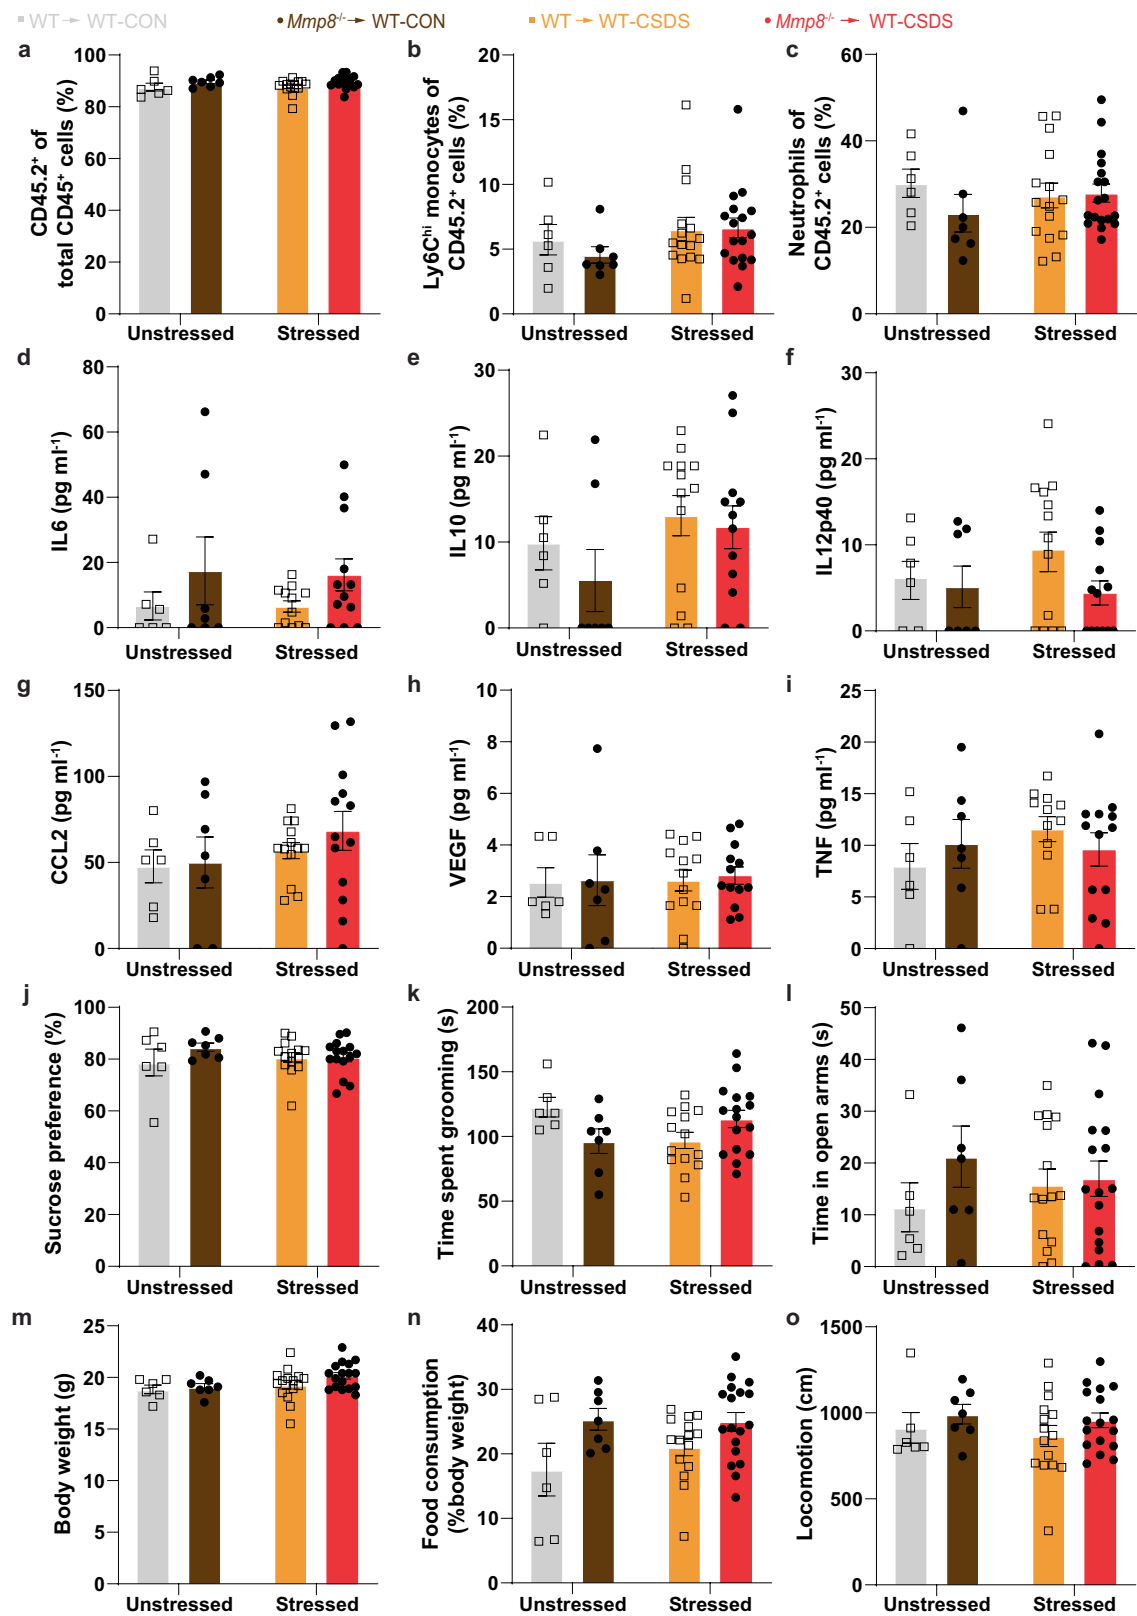 WT → WT-CON Mmp8-/- → WT-CON WT → WT-CSDS Mmp8-/- → WT-CSDS
a
CD45.2+ of
total CD45+ cells (%)
100
80
60
40
20
0
Unstressed Stressed
b
Ly6Chi monocytes of
CD45.2+ cells (%)
20
15
10
5
0
Unstressed Stressed
c
Neutrophils of
CD45.2+ cells (%)
60
40
20
0
Unstressed Stressed
d
IL6 (pg ml-1)
80
60
40
20
0
Unstressed Stressed
e
IL10 (pg ml-1)
30
20
10
0
Unstressed Stressed
f
IL12p40 (pg ml-1)
30
20
10
0
Unstressed Stressed
g
CCL2 (pg ml-1)
150
100
50
0
Unstressed Stressed
h
VEGF (pg ml-1)
10
8
6
4
2
0
Unstressed Stressed
i
TNF (pg ml-1)
25
20
15
10
5
0
Unstressed Stressed
j
Sucrose preference (%)
100
80
60
40
20
0
Unstressed Stressed
k
Time spent grooming (s)
200
150
100
50
0
Unstressed Stressed
l
Time in open arms (s)
50
40
30
20
10
0
Unstressed Stressed
m
Body weight (g)
25
20
15
10
5
0
Unstressed Stressed
n
Food consumption
(%body weight)
40
30
20
10
0
Unstressed Stressed
o
Locomotion (cm)
1500
1000
500
0
Unstressed Stressed